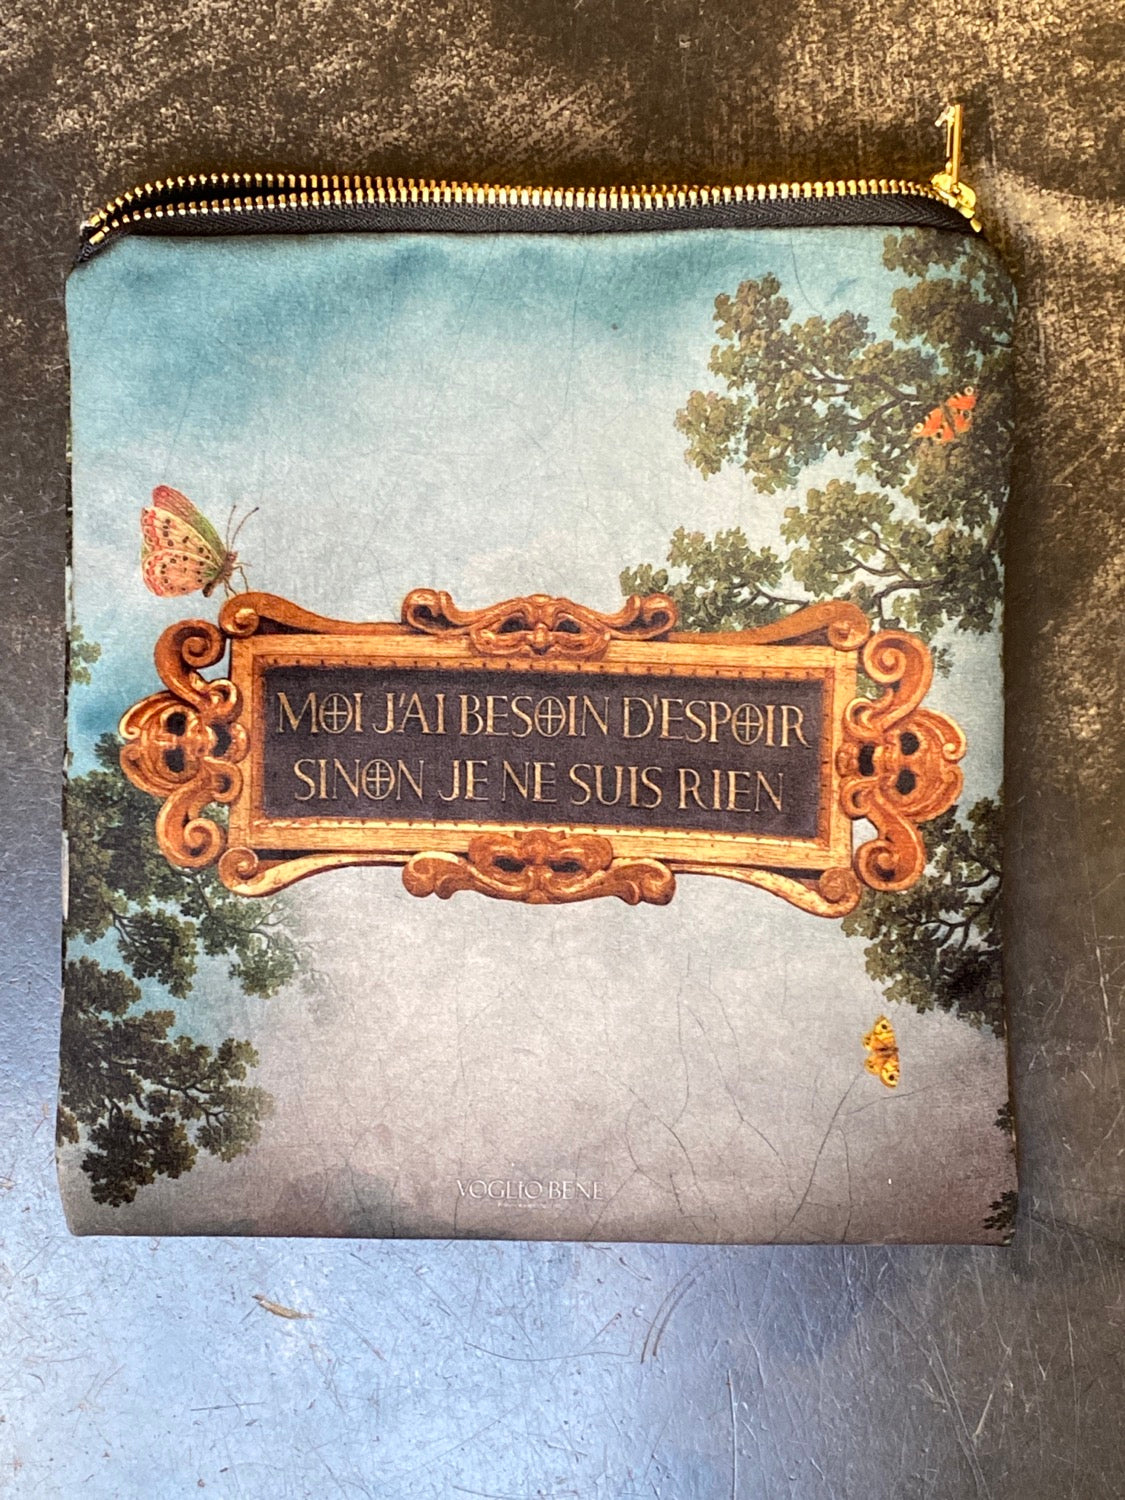 MOI J'AI BESOIN D'ESPOIR
SINON JE NE SUIS RIEN
VOGLIO BENE